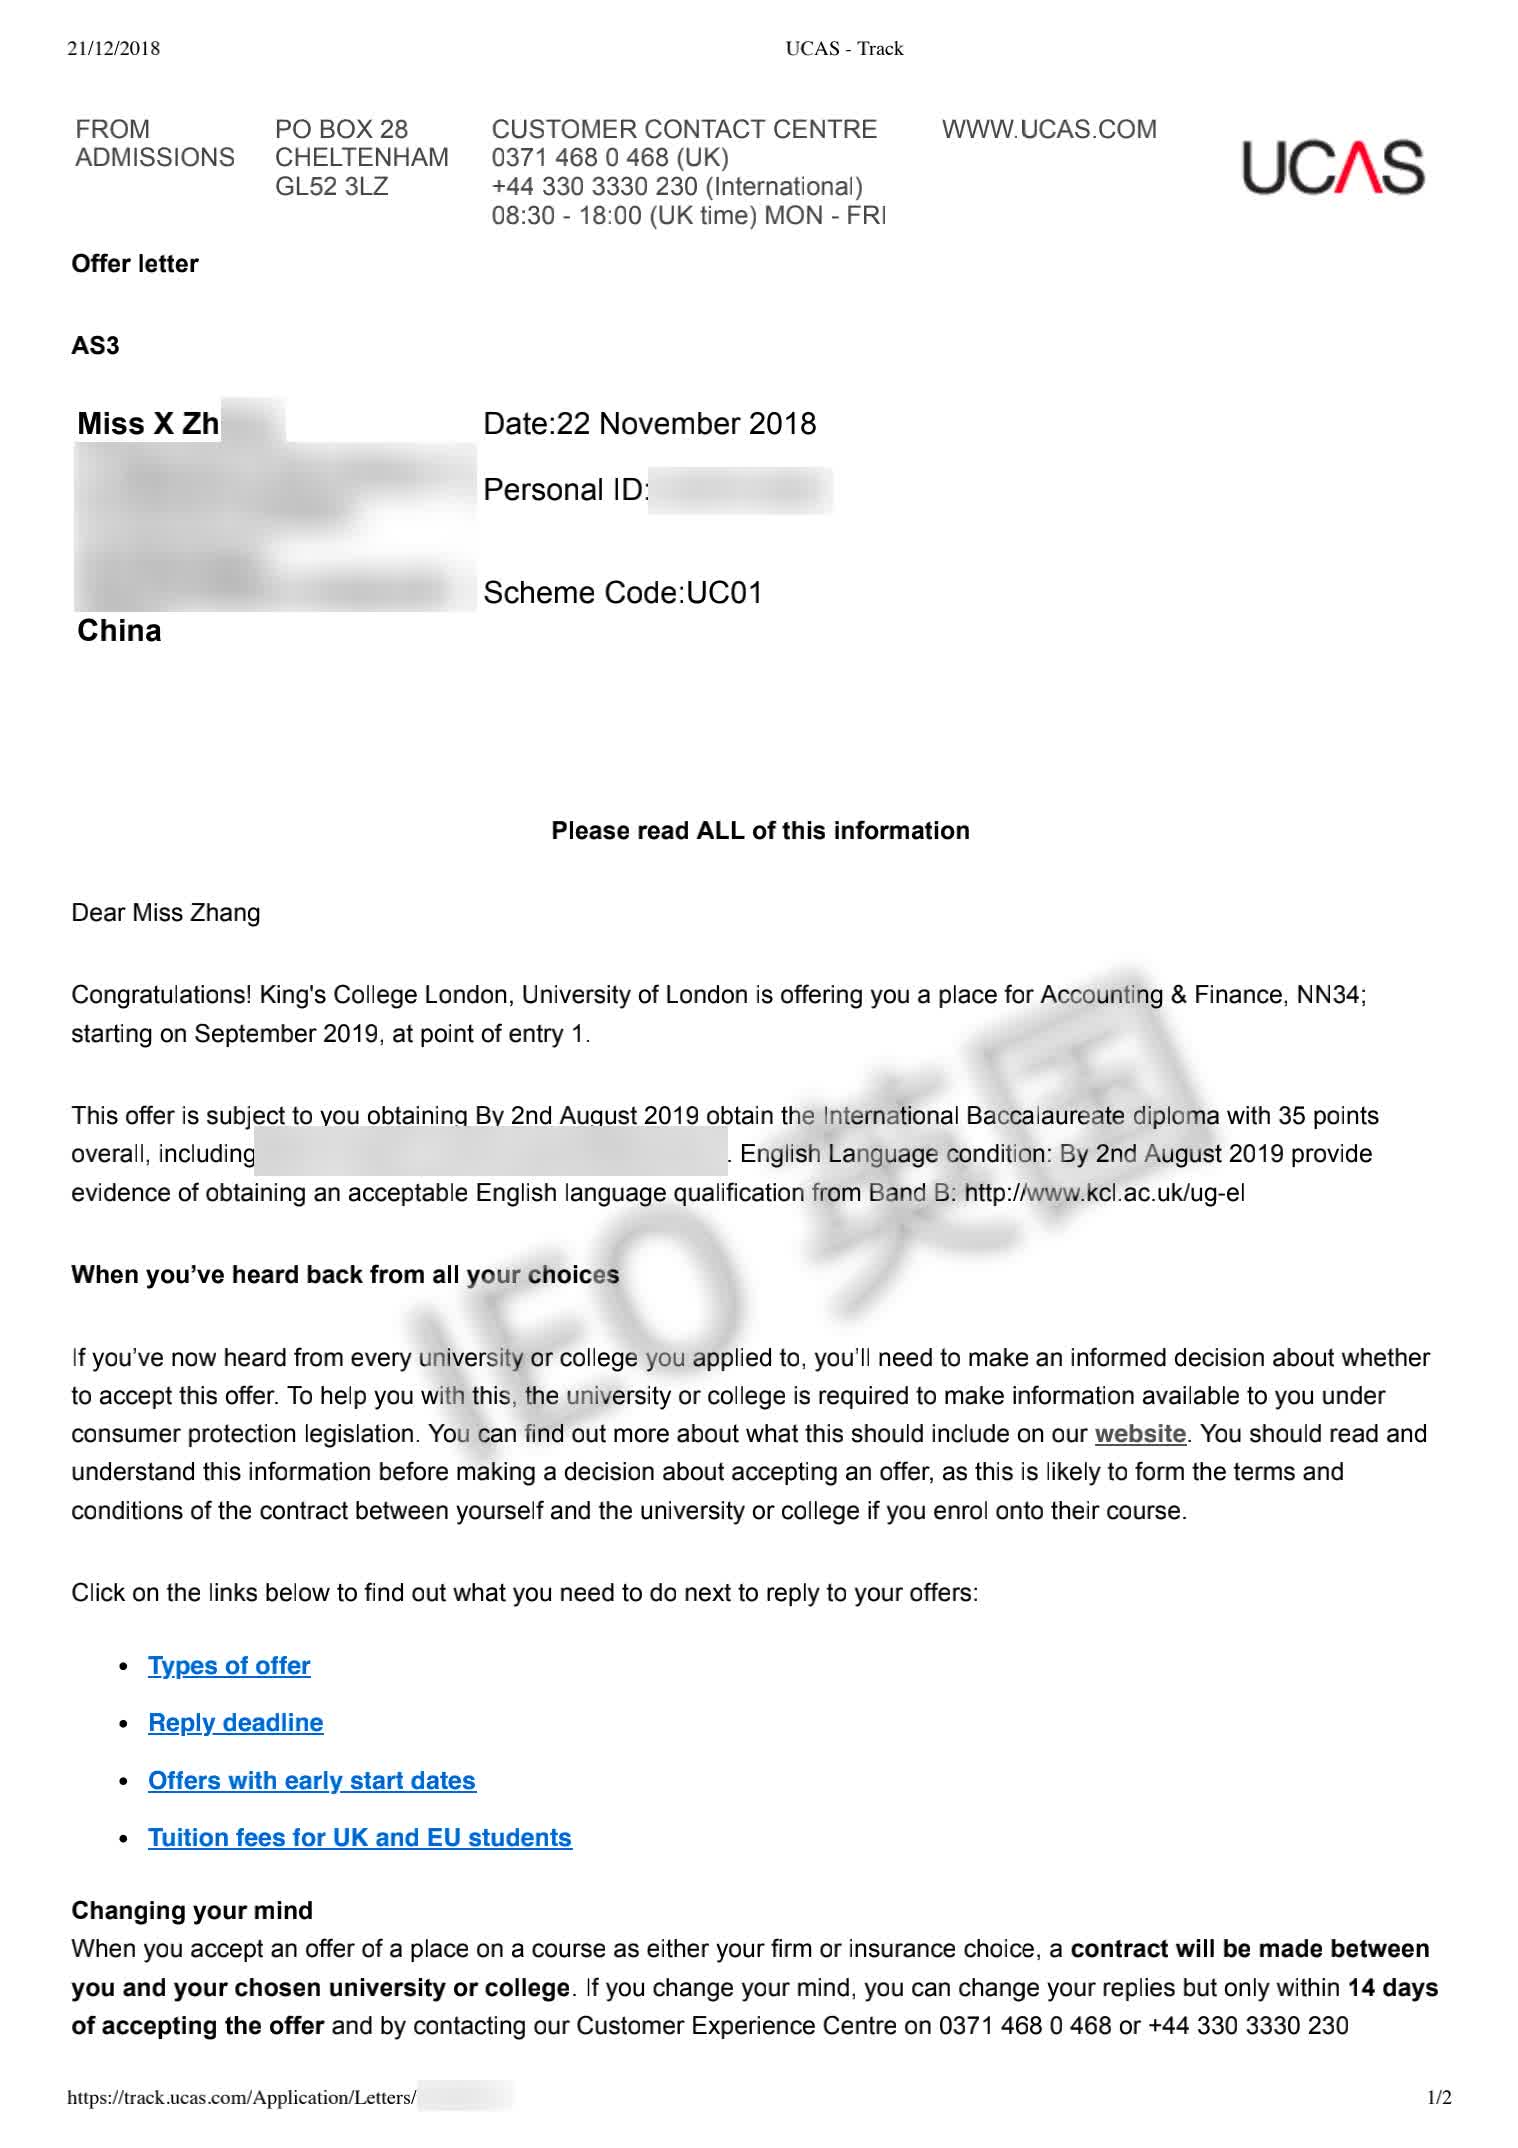 21/12/2018 UCAS - Track
FROM ADMISSIONS
PO BOX 28
CHELTENHAM
GL52 3LZ
CUSTOMER CONTACT CENTRE
0371 468 0 468 (UK)
+44 330 3330 230 (International)
08:30 - 18:00 (UK time) MON - FRI
WWW.UCAS.COM
UCAS
Offer letter
AS3
Miss X Zh
Date:22 November 2018
Personal ID:
Scheme Code:UC01
China
Please read ALL of this information
Dear Miss Zhang
Congratulations! King's College London, University of London is offering you a place for Accounting & Finance, NN34;
starting on September 2019, at point of entry 1.
This offer is subject to you obtaining By 2nd August 2019 obtain the International Baccalaureate diploma with 35 points
overall, including . English Language condition: By 2nd August 2019 provide
evidence of obtaining an acceptable English language qualification from Band B: http://www.kcl.ac.uk/ug-el
IEO 英国
When you’ve heard back from all your choices
If you’ve now heard from every university or college you applied to, you’ll need to make an informed decision about whether
to accept this offer. To help you with this, the university or college is required to make information available to you under
consumer protection legislation. You can find out more about what this should include on our website. You should read and
understand this information before making a decision about accepting an offer, as this is likely to form the terms and
conditions of the contract between yourself and the university or college if you enrol onto their course.
Click on the links below to find out what you need to do next to reply to your offers:
• Types of offer
• Reply deadline
• Offers with early start dates
• Tuition fees for UK and EU students
Changing your mind
When you accept an offer of a place on a course as either your firm or insurance choice, a contract will be made between
you and your chosen university or college. If you change your mind, you can change your replies but only within 14 days
of accepting the offer and by contacting our Customer Experience Centre on 0371 468 0 468 or +44 330 3330 230
https://track.ucas.com/Application/Letters/ 1/2